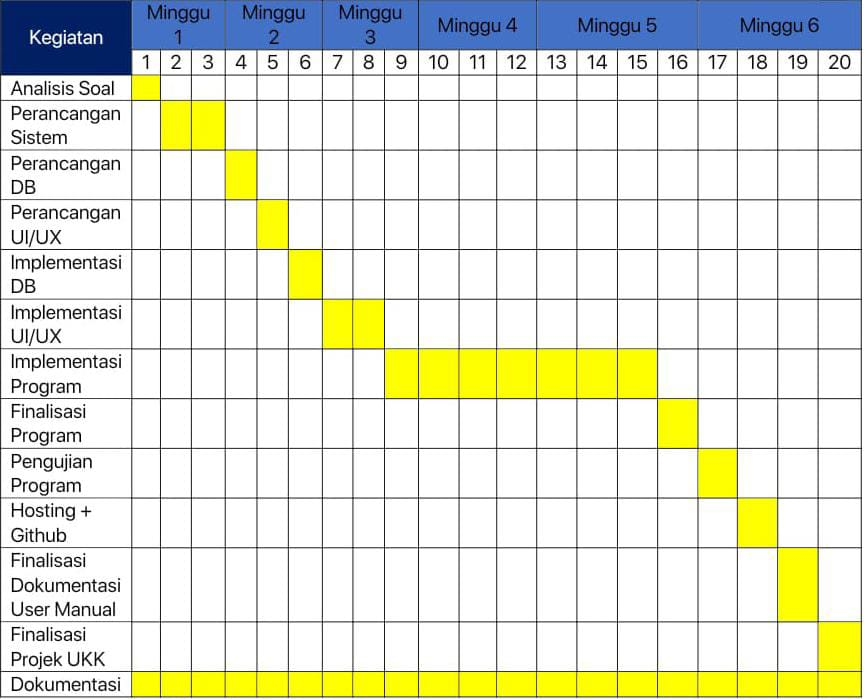 Kegiatan
Minggu
1
Minggu
2
Minggu
3
Minggu 4
Minggu 5
Minggu 6
1 2 3 4 5 6 7 8 9 10 11 12 13 14 15 16 17 18 19 20
Analisis Soal
Perancangan
Sistem
Perancangan
DB
Perancangan
UI/UX
Implementasi
DB
Implementasi
UI/UX
Implementasi
Program
Finalisasi
Program
Pengujian
Program
Hosting +
Github
Finalisasi
Dokumentasi
User Manual
Finalisasi
Projek UKK
Dokumentasi